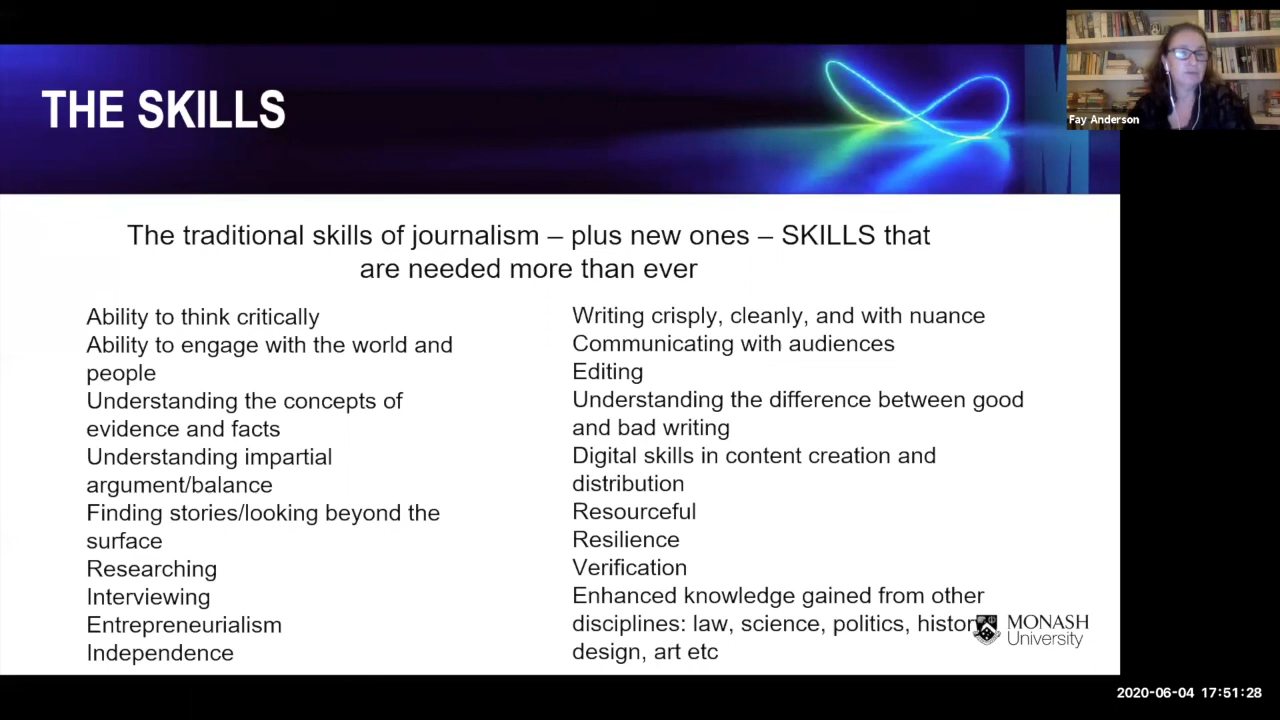 THE SKILLS
Fay Anderson
The traditional skills of journalism – plus new ones – SKILLS that
are needed more than ever
Ability to think critically
Ability to engage with the world and
people
Understanding the concepts of
evidence and facts
Understanding impartial
argument/balance
Finding stories/looking beyond the
surface
Researching
Interviewing
Entrepreneurialism
Independence
Writing crisply, cleanly, and with nuance
Communicating with audiences
Editing
Understanding the difference between good
and bad writing
Digital skills in content creation and
distribution
Resourceful
Resilience
Verification
Enhanced knowledge gained from other
disciplines: law, science, politics,
design, art etc
MONASH
University
2020-06-04 17:51:28